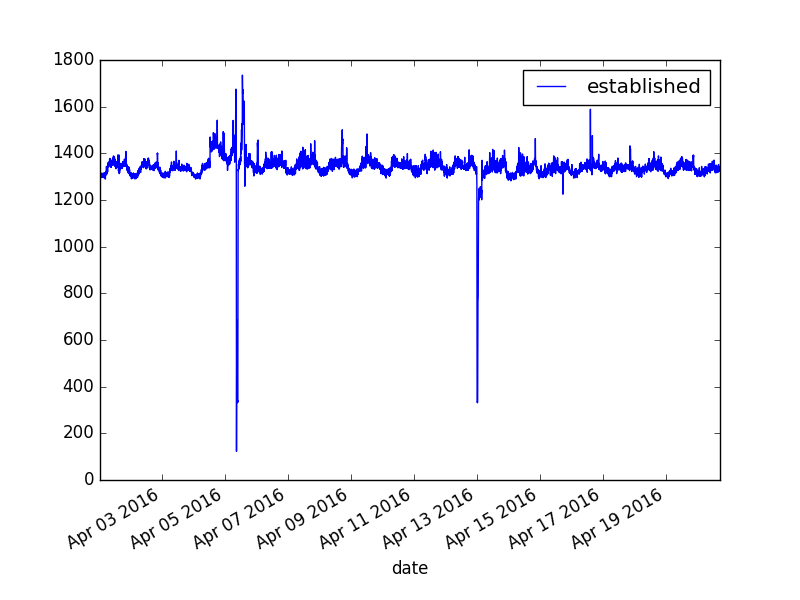 1800
1600
1400
1200
1000
800
600
400
200
0
established
Apr 03 2016
Apr 05 2016
Apr 07 2016
Apr 09 2016
Apr 11 2016
Apr 13 2016
Apr 15 2016
Apr 17 2016
Apr 19 2016
date